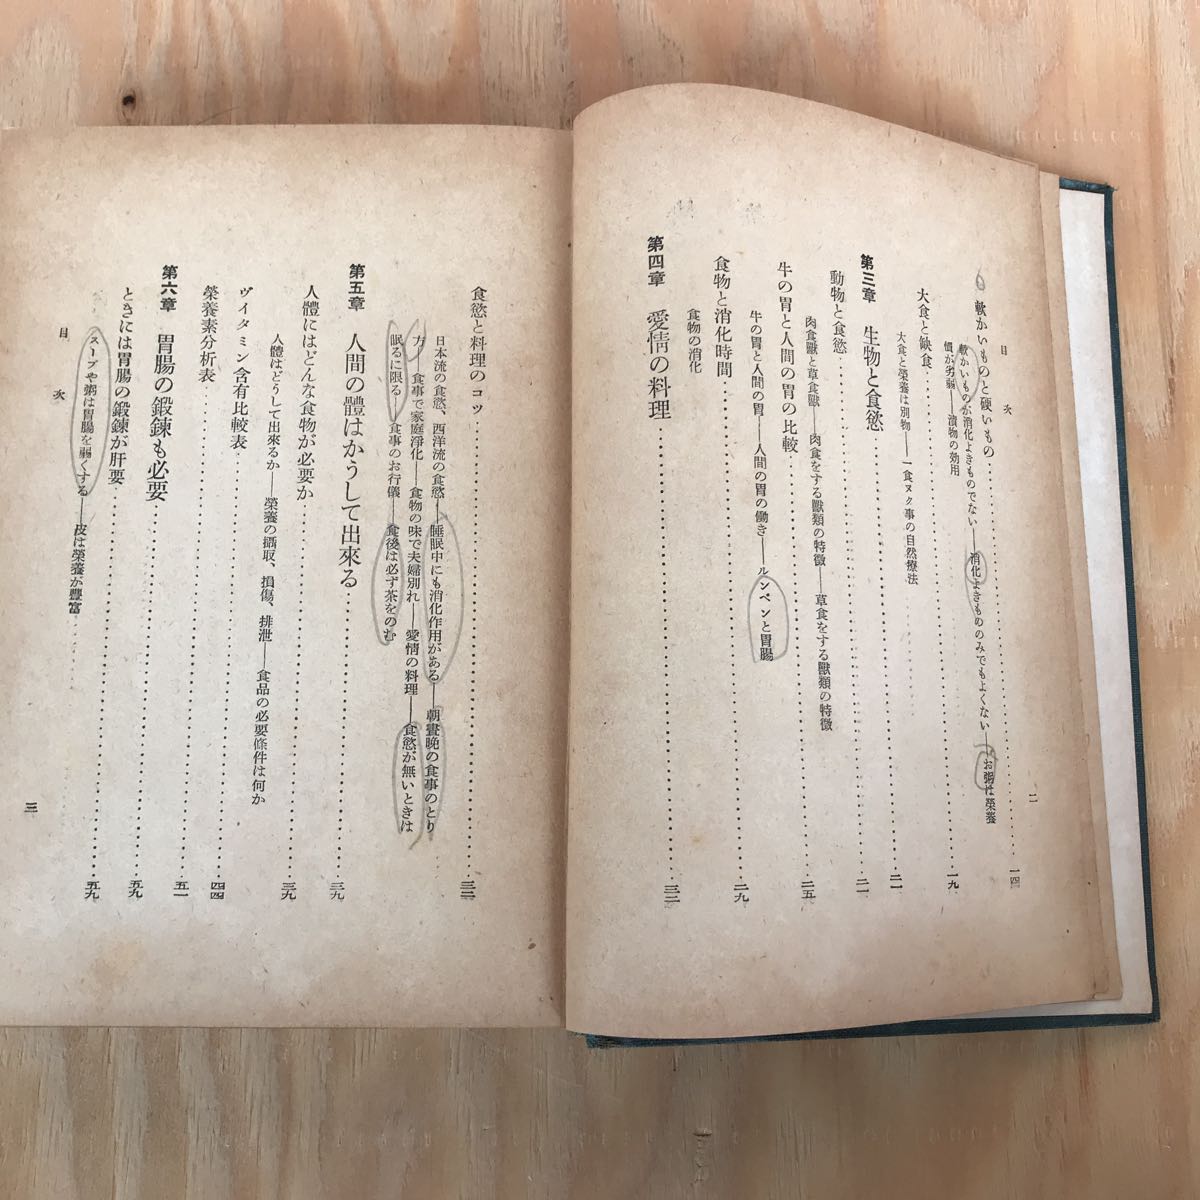 目次
軟かいものと硬いもの……一四
軟かいものが消化よきものでない――消化よきもののみでもよくない――お粥は榮養
價が劣弱――漬物の効用
大食と缺食……一九
大食と榮養は別物――一食ヌク事の自然療法
第三章 生物と食慾……二一
動物と食慾……二一
肉食獸と草食獸――肉食をする獸類の特徴――草食をする獸類の特徴
牛の胃と人間の胃の比較……二五
牛の胃と人間の胃――人間の胃の働き――ルンペンと胃腸
食物と消化時間……二九
食物の消化
第四章 愛情の料理……三二
二
食慾と料理のコツ……三二
日本流の食慾、西洋流の食慾――睡眠中にも消化作用がある――朝晝晩の食事のとり
方――食事で家庭淨化――食物の味で夫婦別れ――愛情の料理――食慾が無いときは
眠るに限る――食事のお行儀――食後は必ず茶をのむ
第五章 人間の體はかうして出來る……三九
人體にはどんな食物が必要か……三九
人體はどうして出來るか――榮養の攝取、損傷、排泄――食品の必要條件は何か
ヴイタミン含有比較表……四四
榮養素分析表……五一
第六章 胃腸の鍛鍊も必要……五九
ときには胃腸の鍛鍊が肝要……五九
スープや粥は胃腸を弱くする――皮は榮養が豐富
目次
三